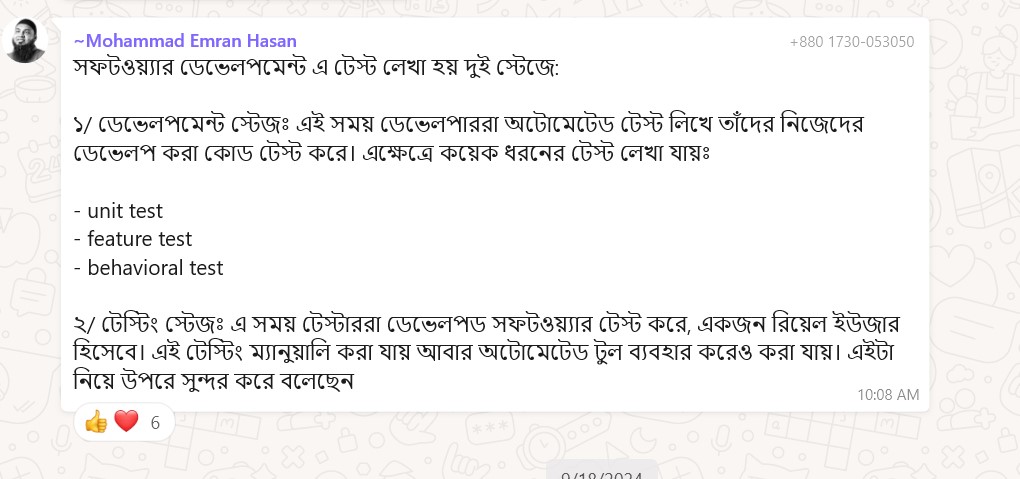 ~Mohammad Emran Hasan
+880 1730-053050
সফটওয়্যার ডেভেলপমেন্ট এ টেস্ট লেখা হয় দুই স্টেজে:
১/ ডেভেলপমেন্ট স্টেজঃ এই সময় ডেভেলপাররা অটোমেটেড টেস্ট লিখে তাঁদের নিজেদের
ডেভেলপ করা কোড টেস্ট করে। এক্ষেত্রে কয়েক ধরনের টেস্ট লেখা যায়ঃ
- unit test
- feature test
- behavioral test
২/ টেস্টিং স্টেজঃ এ সময় টেস্টাররা ডেভেলপড সফটওয়্যার টেস্ট করে, একজন রিয়েল ইউজার
হিসেবে। এই টেস্টিং ম্যানুয়ালি করা যায় আবার অটোমেটেড টুল ব্যবহার করেও করা যায়। এইটা
নিয়ে উপরে সুন্দর করে বলেছেন
10:08 AM
6
9/18/2024